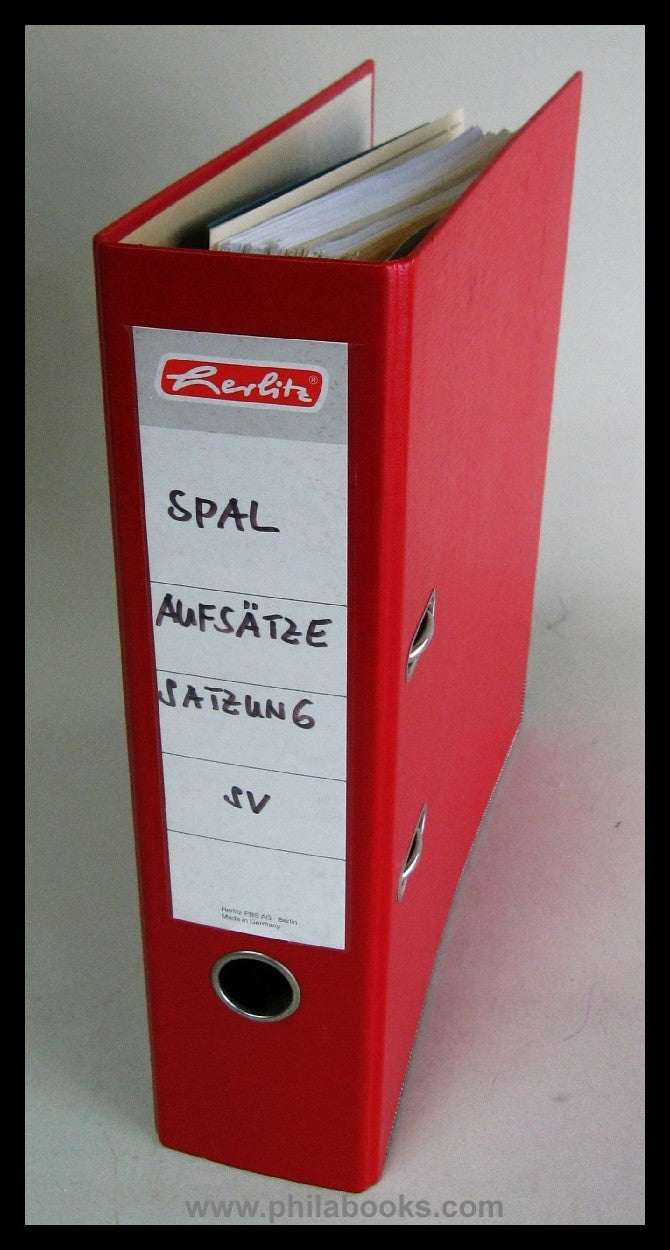 herlitz®
SPAL
AUFSÄTZE
SATZUNG
SV
Herlitz PBS AG · Berlin
Made in Germany
www.philabooks.com